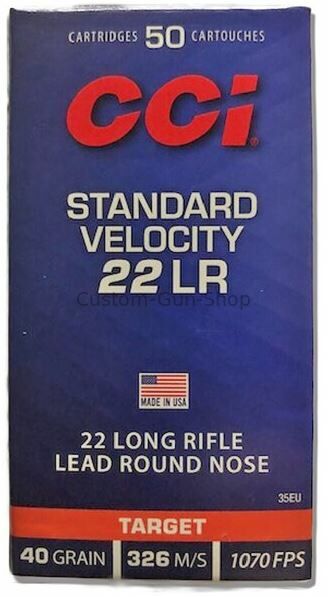 CARTRIDGES 50 CARTOUCHES
CCI®
STANDARD
VELOCITY
22 LR
Custom-Gun-Shop
MADE IN USA
22 LONG RIFLE
LEAD ROUND NOSE
35EU
TARGET
40 GRAIN 326 M/S 1070 FPS